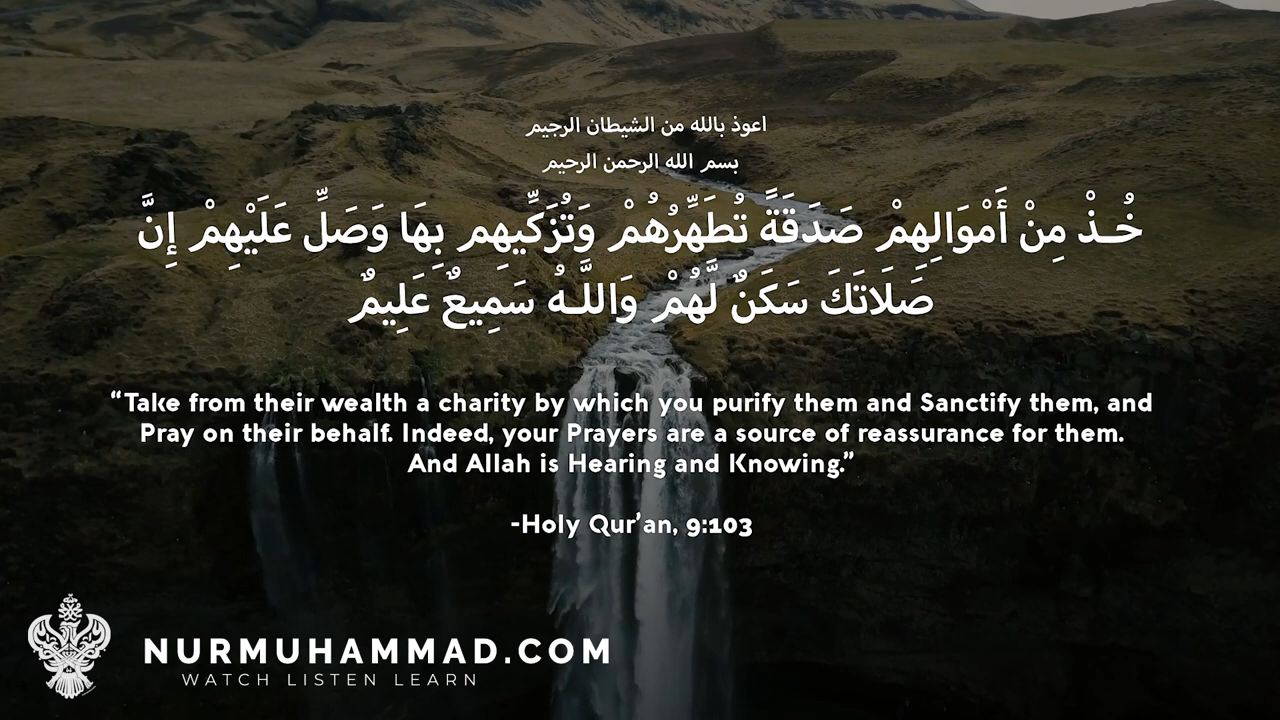 اعوذ بالله من الشيطان الرجيم
بسم الله الرحمن الرحيم
خُـذْ مِنْ أَمْوَالِهِمْ صَدَقَةً تُطَهِّرُهُمْ وَتُزَكِّيهِم بِهَا وَصَلِّ عَلَيْهِمْ إِنَّ
صَلَاتَكَ سَكَنٌ لَّهُمْ وَاللَّـهُ سَمِيعٌ عَلِيمٌ
“Take from their wealth a charity by which you purify them and Sanctify them, and
Pray on their behalf. Indeed, your Prayers are a source of reassurance for them.
And Allah is Hearing and Knowing.”
-Holy Qur’an, 9:103
NURMUHAMMAD.COM
WATCH LISTEN LEARN